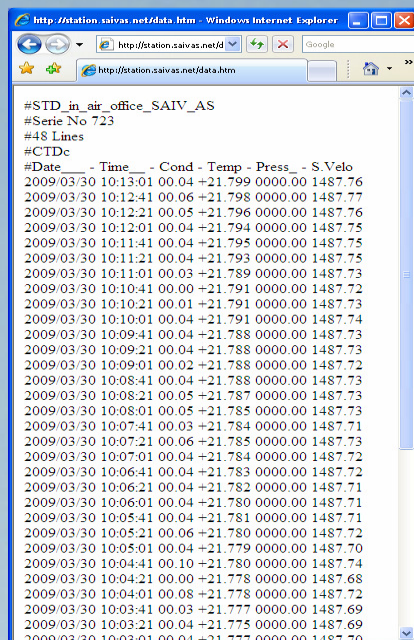 http://station.saivas.net/data.htm - Windows Internet Explorer
http://station.saivas.net/d
Google
http://station.saivas.net/data.htm
#STD_in_air_office_SAIV_AS
#Serie No 723
#48 Lines
#CTDc
#Date___ - Time__ - Cond - Temp - Press_ - S.Velo
2009/03/30 10:13:01 00.04 +21.799 0000.00 1487.76
2009/03/30 10:12:41 00.06 +21.798 0000.00 1487.77
2009/03/30 10:12:21 00.05 +21.796 0000.00 1487.76
2009/03/30 10:12:01 00.04 +21.794 0000.00 1487.75
2009/03/30 10:11:41 00.04 +21.795 0000.00 1487.75
2009/03/30 10:11:21 00.04 +21.793 0000.00 1487.75
2009/03/30 10:11:01 00.03 +21.789 0000.00 1487.73
2009/03/30 10:10:41 00.00 +21.791 0000.00 1487.72
2009/03/30 10:10:21 00.01 +21.791 0000.00 1487.73
2009/03/30 10:10:01 00.04 +21.791 0000.00 1487.74
2009/03/30 10:09:41 00.04 +21.788 0000.00 1487.73
2009/03/30 10:09:21 00.04 +21.788 0000.00 1487.73
2009/03/30 10:09:01 00.02 +21.788 0000.00 1487.72
2009/03/30 10:08:41 00.04 +21.788 0000.00 1487.73
2009/03/30 10:08:21 00.05 +21.787 0000.00 1487.73
2009/03/30 10:08:01 00.05 +21.785 0000.00 1487.73
2009/03/30 10:07:41 00.03 +21.784 0000.00 1487.71
2009/03/30 10:07:21 00.06 +21.785 0000.00 1487.73
2009/03/30 10:07:01 00.04 +21.784 0000.00 1487.72
2009/03/30 10:06:41 00.04 +21.783 0000.00 1487.72
2009/03/30 10:06:21 00.04 +21.782 0000.00 1487.71
2009/03/30 10:06:01 00.04 +21.780 0000.00 1487.71
2009/03/30 10:05:41 00.04 +21.781 0000.00 1487.71
2009/03/30 10:05:21 00.06 +21.780 0000.00 1487.72
2009/03/30 10:05:01 00.04 +21.779 0000.00 1487.70
2009/03/30 10:04:41 00.10 +21.780 0000.00 1487.74
2009/03/30 10:04:21 00.00 +21.778 0000.00 1487.68
2009/03/30 10:04:01 00.08 +21.778 0000.00 1487.72
2009/03/30 10:03:41 00.03 +21.777 0000.00 1487.69
2009/03/30 10:03:21 00.04 +21.775 0000.00 1487.69
2009/03/30 10:03:01 00.04 +21.777 0000.00 1487.70